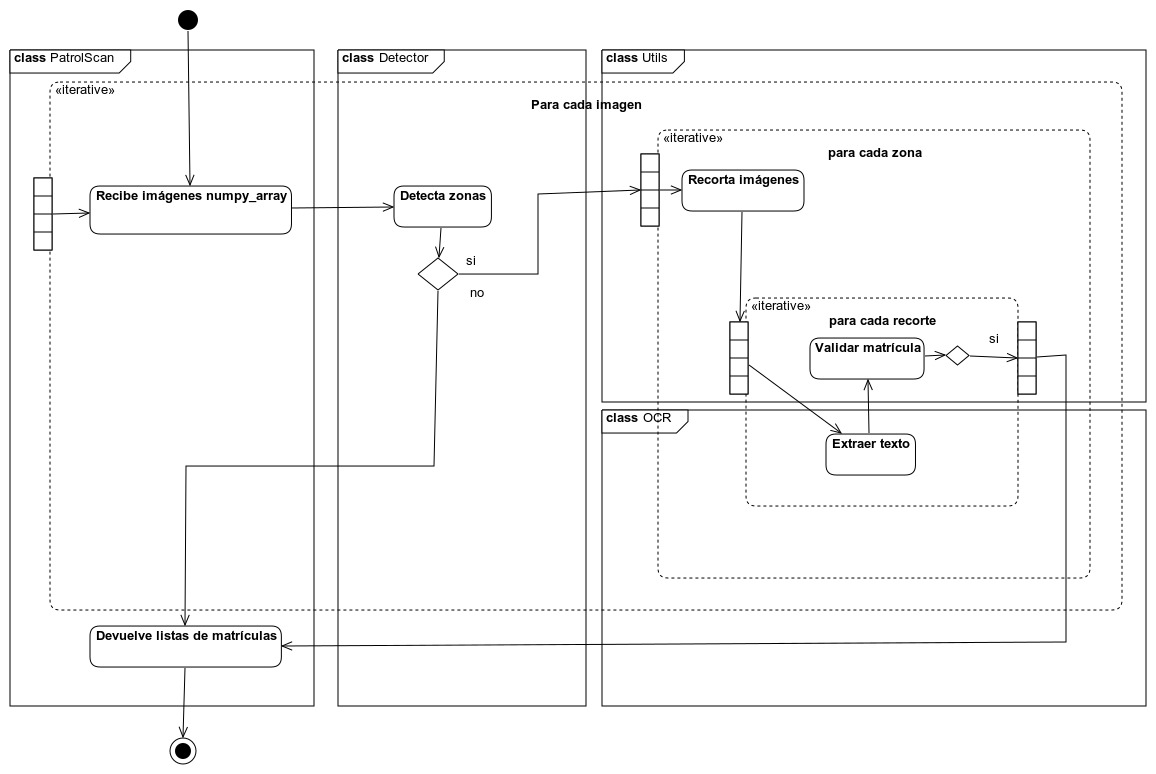 class PatrolScan
class Detector
class Utils
«iterative»
Para cada imagen
«iterative»
para cada zona
Recibe imágenes numpy_array
Detecta zonas
Recorta imágenes
si
no
«iterative»
para cada recorte
Validar matrícula
si
class OCR
Extraer texto
Devuelve listas de matrículas